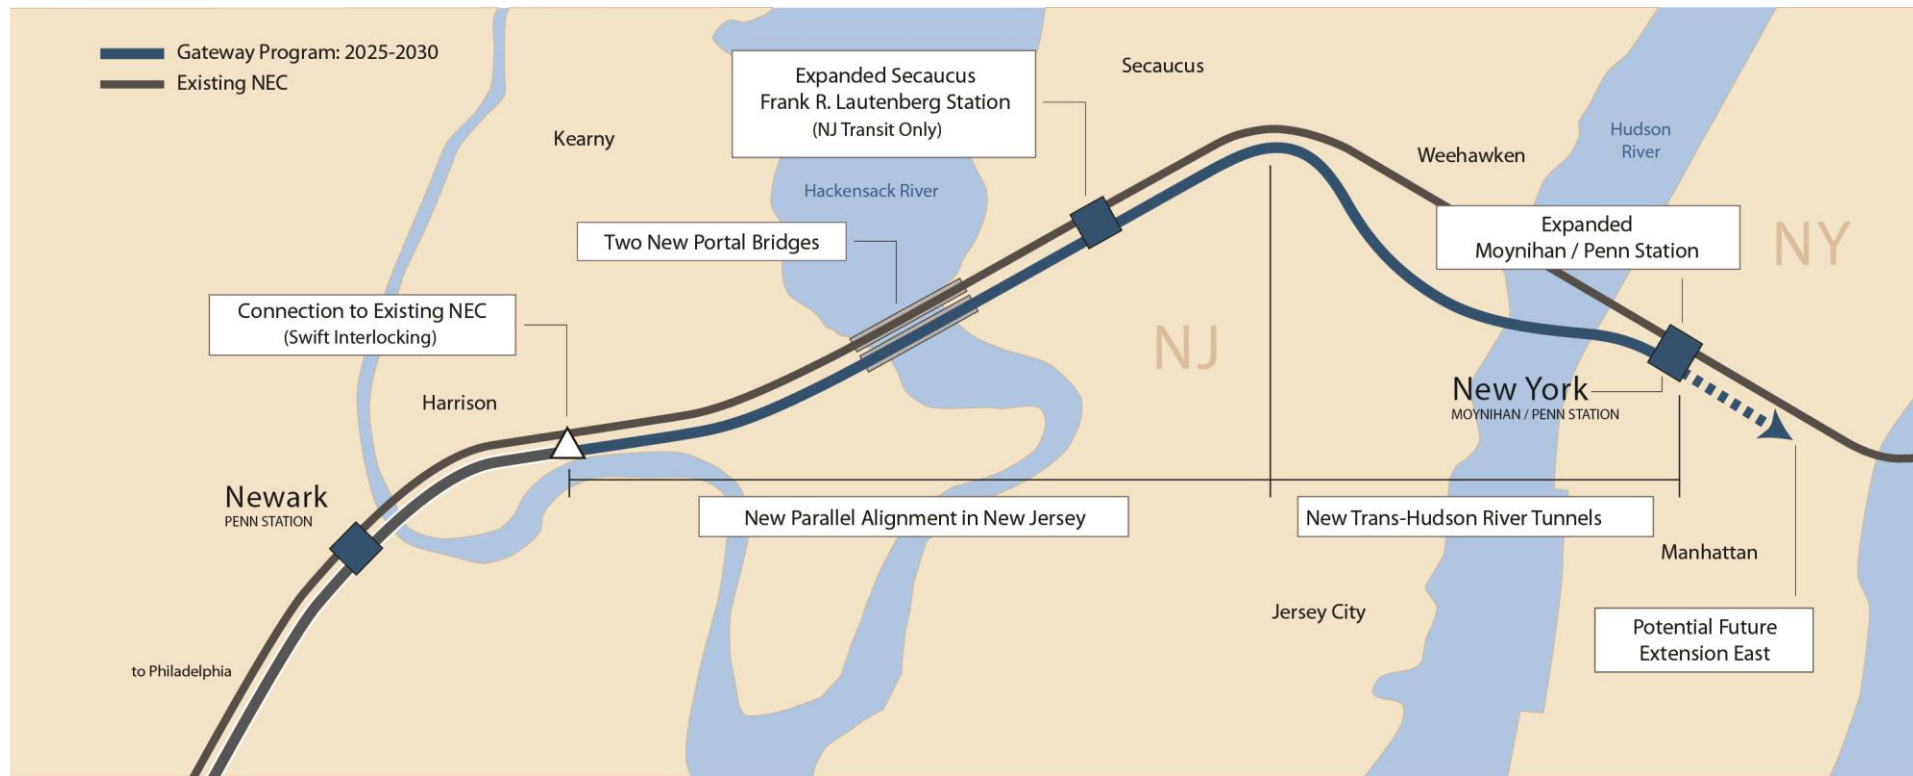 Gateway Program: 2025-2030
Existing NEC
Expanded Secaucus
Frank R. Lautenberg Station
(NJ Transit Only)
Secaucus
Kearny
Hudson
River
Weehawken
Hackensack River
Expanded
Moynihan / Penn Station
NY
Two New Portal Bridges
Connection to Existing NEC
(Swift Interlocking)
NJ
Harrison
New York
MOYNIHAN / PENN STATION
Newark
PENN STATION
New Parallel Alignment in New Jersey
New Trans-Hudson River Tunnels
Manhattan
Jersey City
Potential Future
Extension East
to Philadelphia